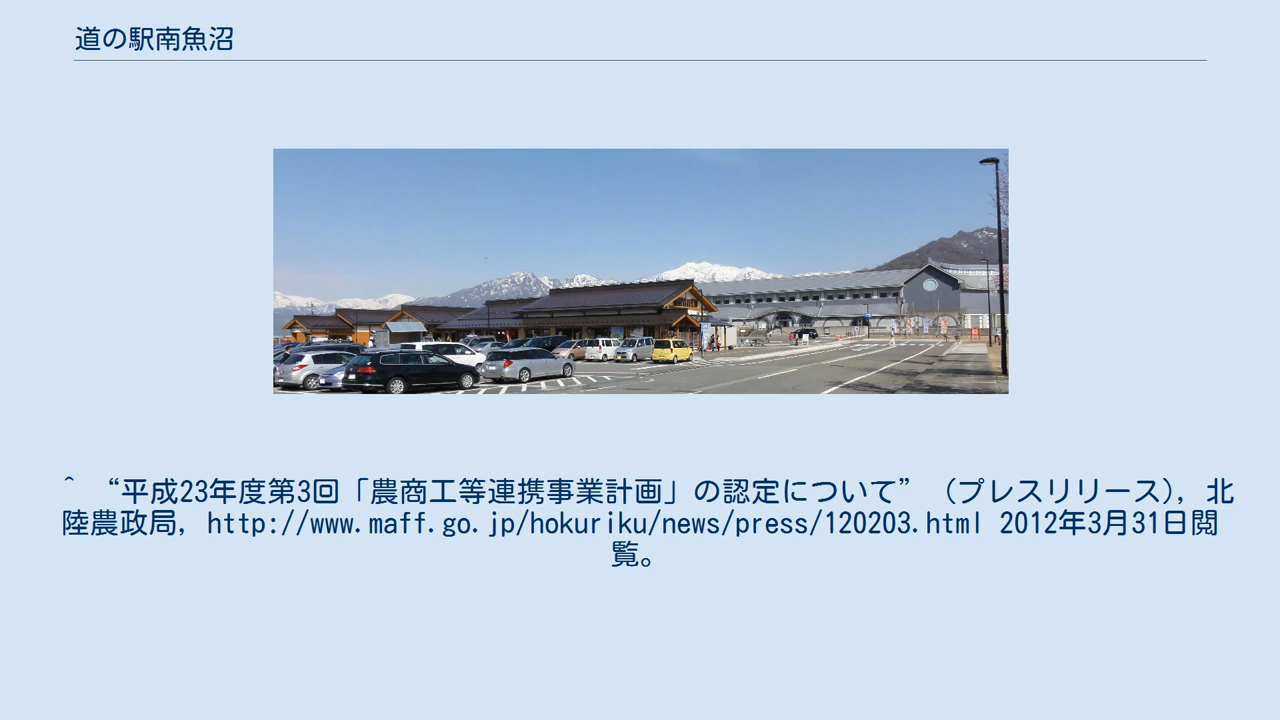 道の駅南魚沼
^ “平成23年度第3回「農商工等連携事業計画」の認定について” (プレスリリース), 北
陸農政局, http://www.maff.go.jp/hokuriku/news/press/120203.html 2012年3月31日閲
覧。